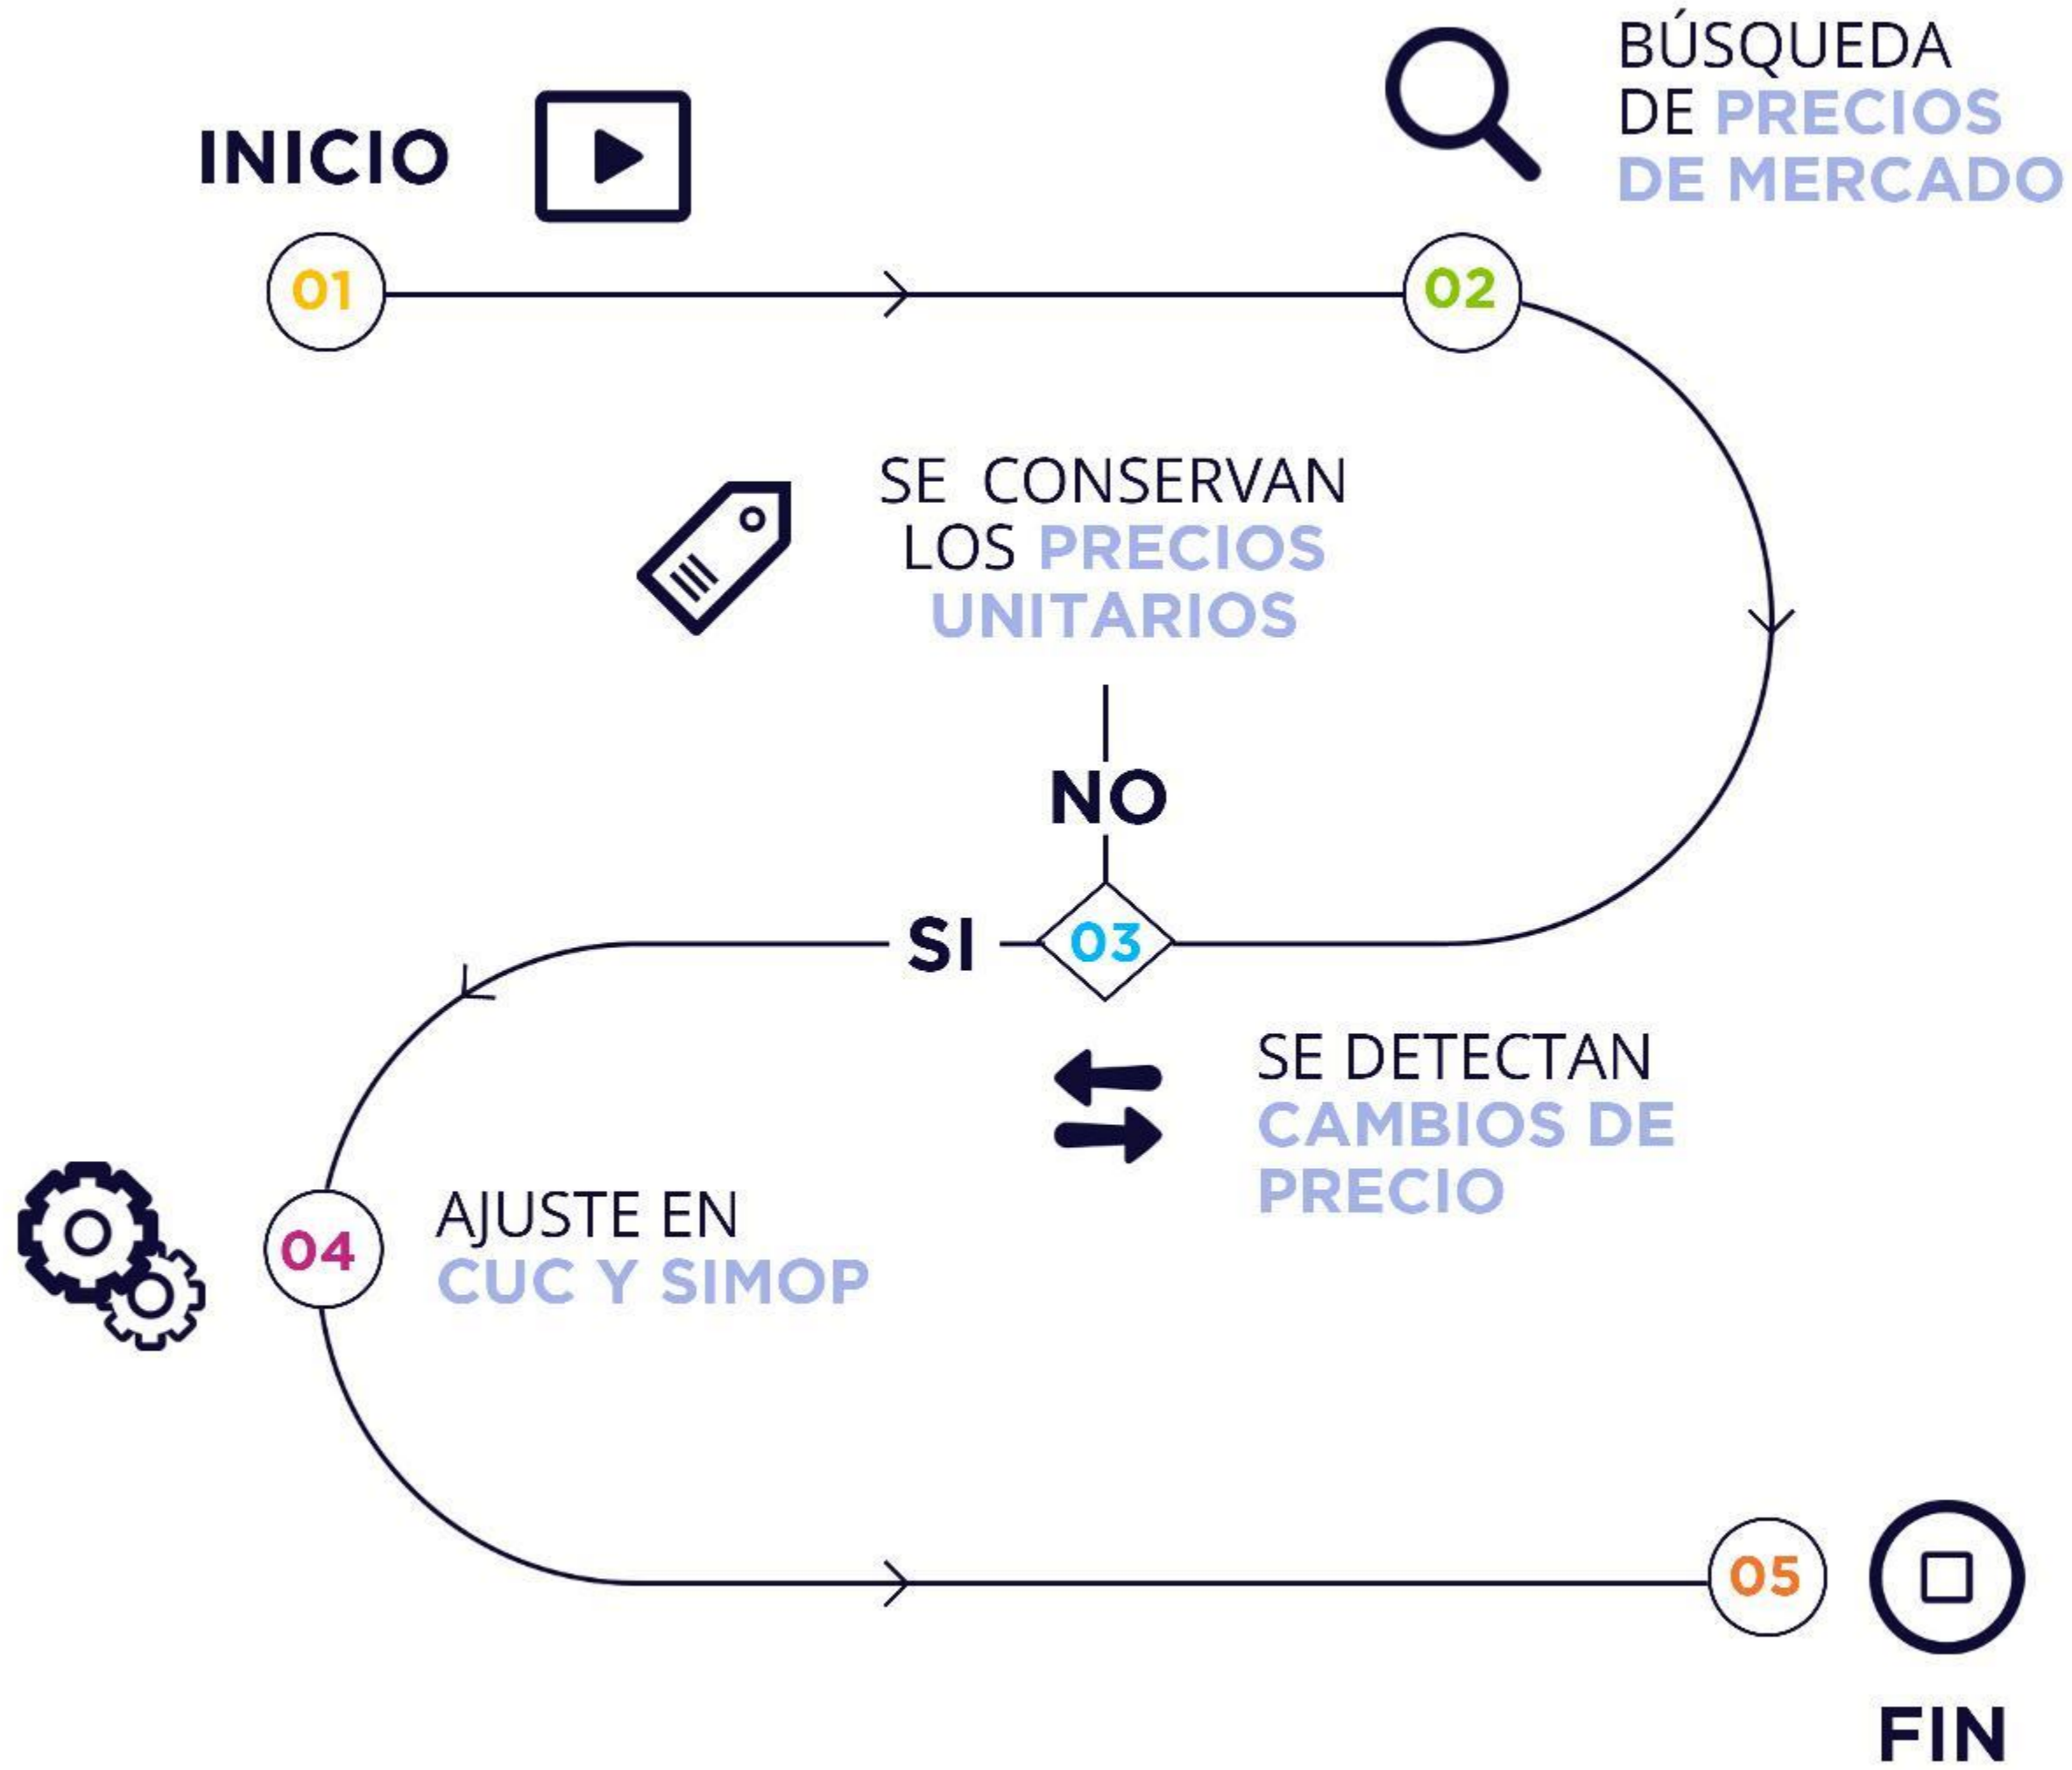 INICIO
01
BÚSQUEDA
DE PRECIOS
DE MERCADO
02
SE CONSERVAN
LOS PRECIOS
UNITARIOS
NO
SI
03
SE DETECTAN
CAMBIOS DE
PRECIO
04
AJUSTE EN
CUC Y SIMOP
05
FIN